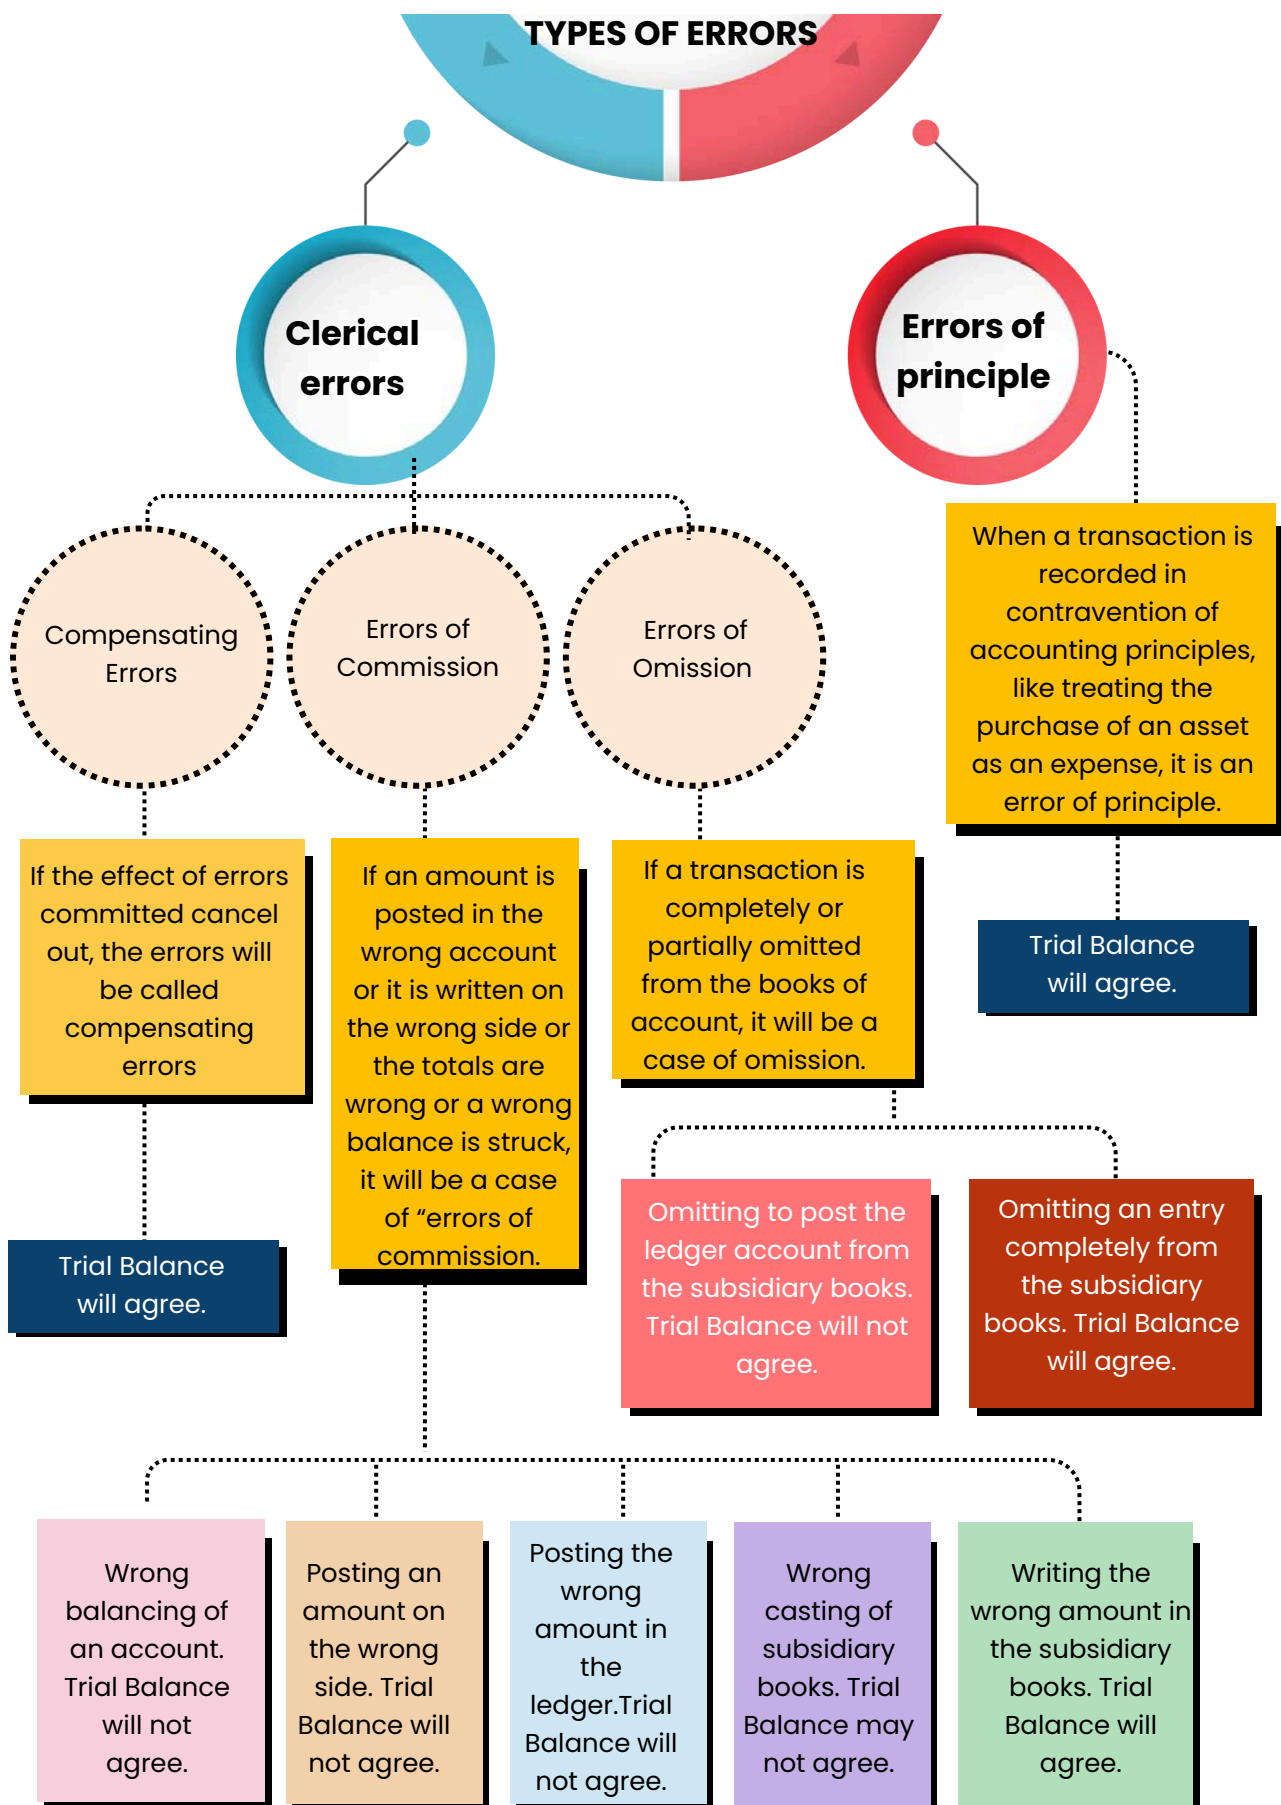 TYPES OF ERRORS
Clerical
errors
Errors of
principle
Compensating
Errors
Errors of
Commission
Errors of
Omission
When a transaction is
recorded in
contravention of
accounting principles,
like treating the
purchase of an asset
as an expense, it is an
error of principle.
If the effect of errors
committed cancel
out, the errors will
be called
compensating
errors
If an amount is
posted in the
wrong account
or it is written on
the wrong side or
the totals are
wrong or a wrong
balance is struck,
it will be a case
of “errors of
commission.
If a transaction is
completely or
partially omitted
from the books of
account, it will be a
case of omission.
Trial Balance
will agree.
Trial Balance
will agree.
Omitting to post the
ledger account from
the subsidiary books.
Trial Balance will not
agree.
Omitting an entry
completely from
the subsidiary
books. Trial Balance
will agree.
Wrong
balancing of
an account.
Trial Balance
will not
agree.
Posting an
amount on
the wrong
side. Trial
Balance will
not agree.
Posting the
wrong
amount in
the
ledger.Trial
Balance will
not agree.
Wrong
casting of
subsidiary
books. Trial
Balance may
not agree.
Writing the
wrong amount in
the subsidiary
books. Trial
Balance will
agree.